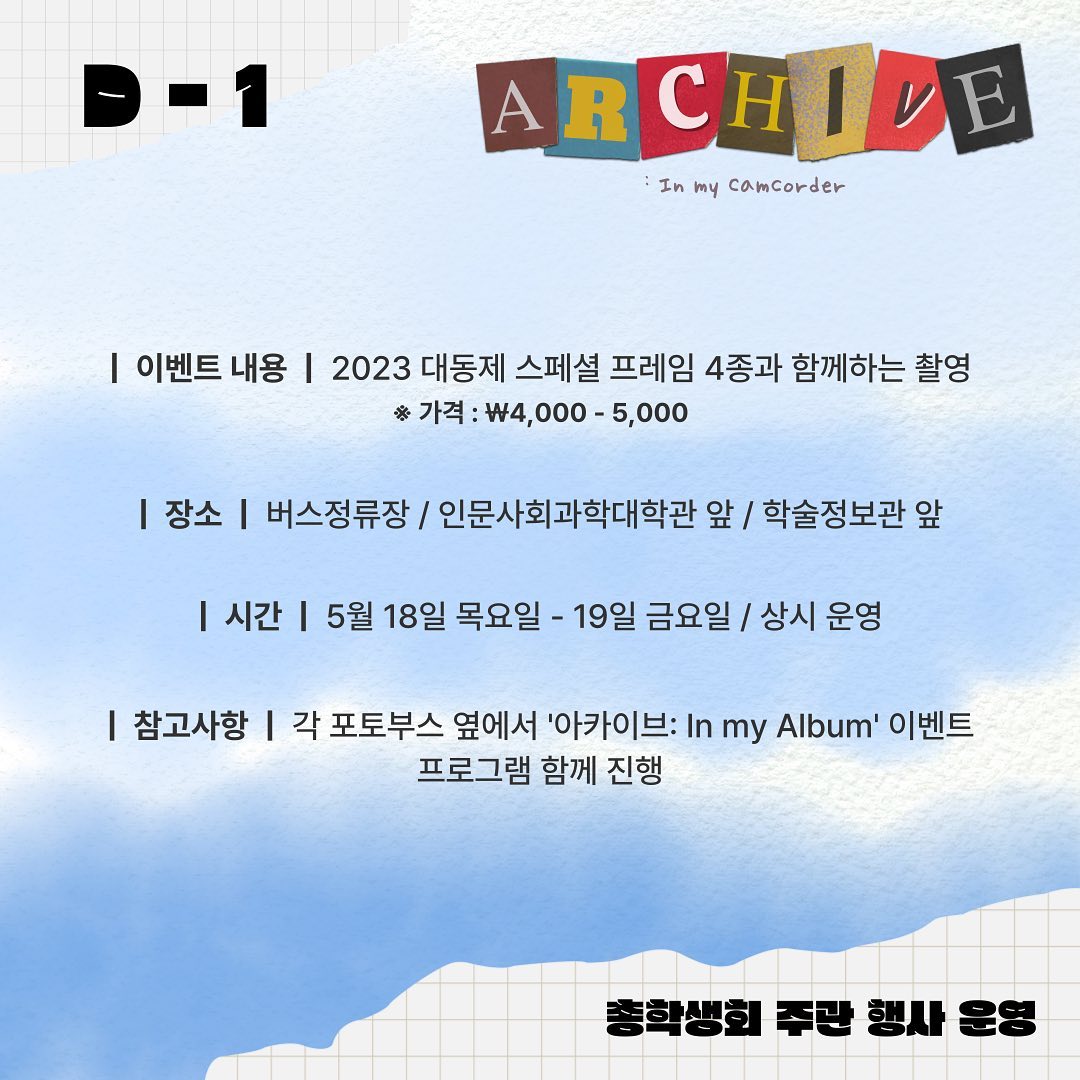 D-1
ARCHIVE
: In my Camcorder
| 이벤트 내용 | 2023 대동제 스페셜 프레임 4종과 함께하는 촬영
※ 가격 : ₩4,000 - 5,000
| 장소 | 버스정류장 / 인문사회과학대학관 앞 / 학술정보관 앞
| 시간 | 5월 18일 목요일 - 19일 금요일 / 상시 운영
| 참고사항 | 각 포토부스 옆에서 '아카이브: In my Album' 이벤트
프로그램 함께 진행
총학생회 주관 행사 운영